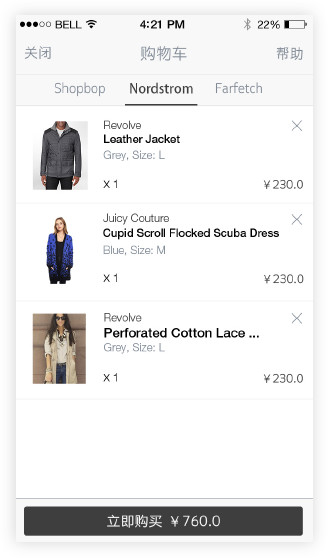 BELL 4:21 PM 22%
关闭 购物车 帮助
Shopbop Nordstrom Farfetch
Revolve
Leather Jacket
Grey, Size: L
X 1 ￥230.0
Juicy Couture
Cupid Scroll Flocked Scuba Dress
Blue, Size: M
X 1 ￥230.0
Revolve
Perforated Cotton Lace ...
Grey, Size: L
X 1 ￥230.0
立即购买 ￥760.0